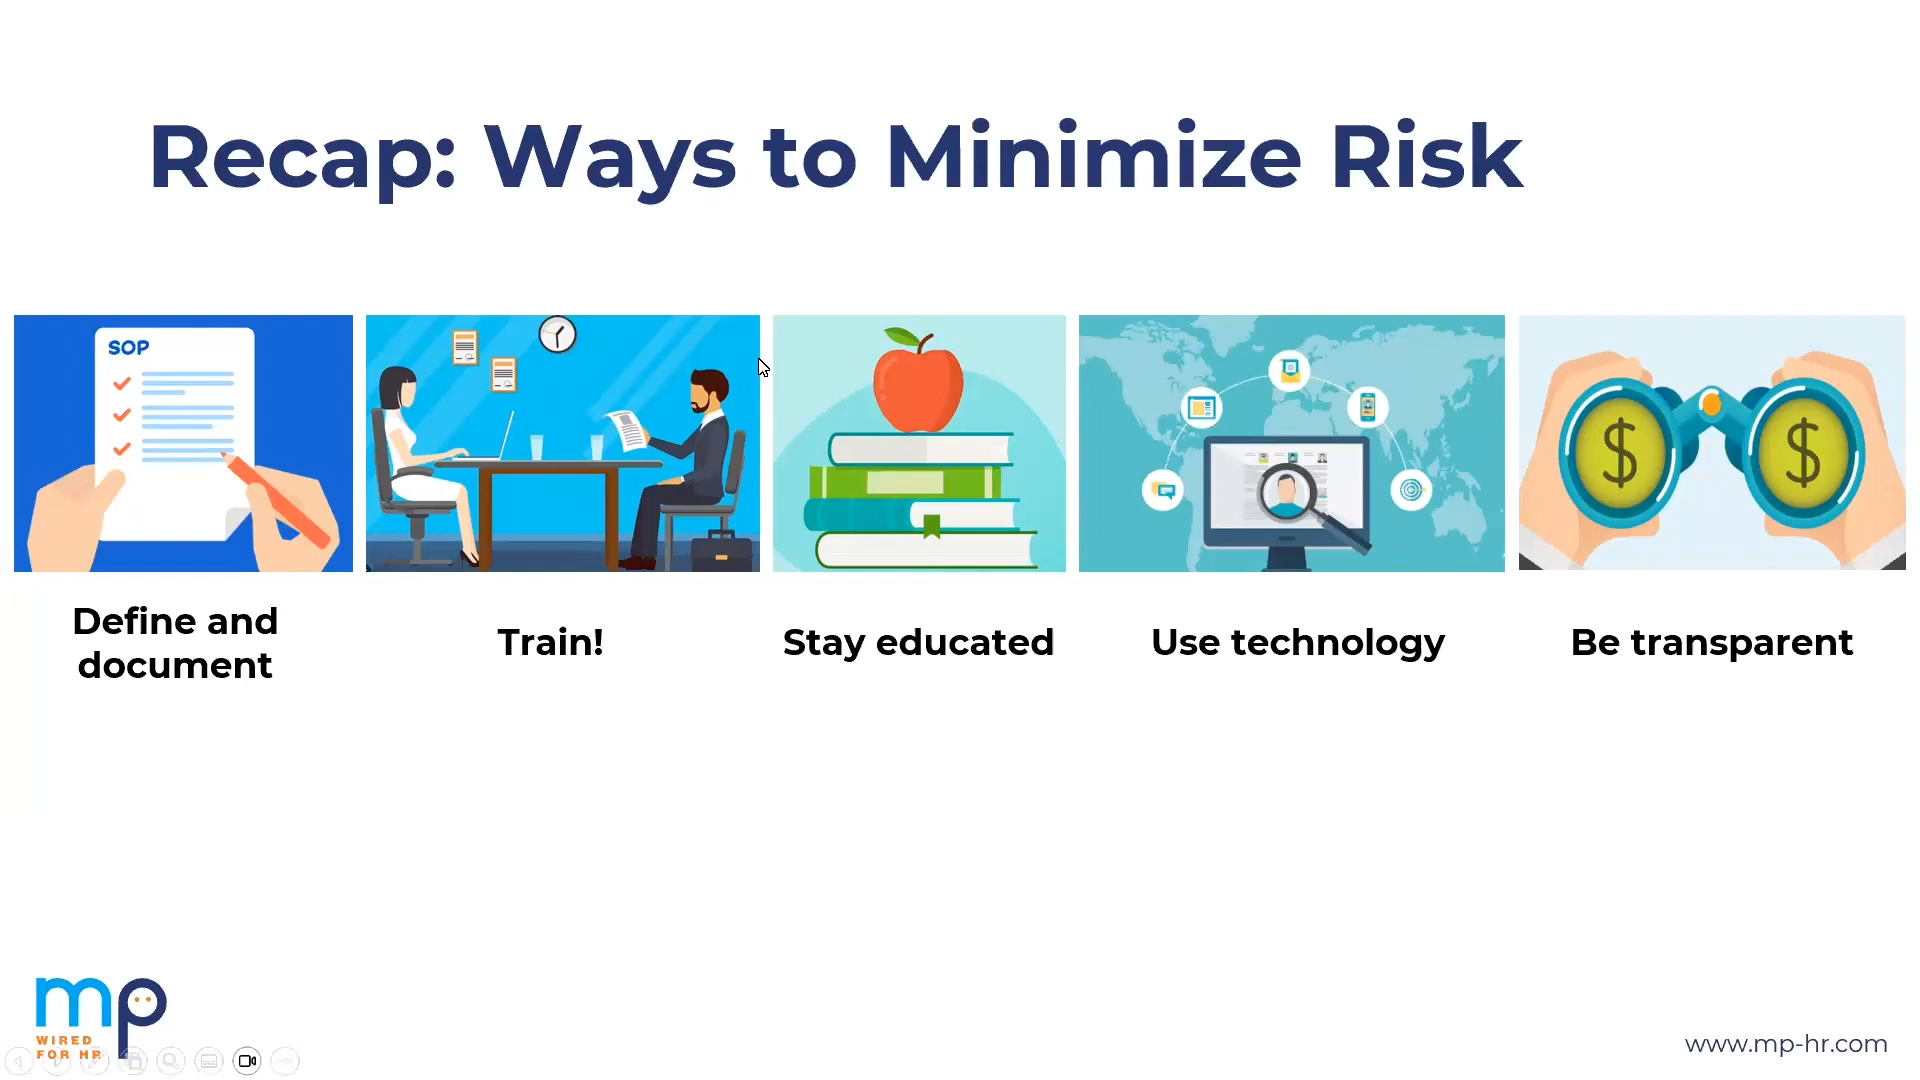 Recap: Ways to Minimize Risk
SOP
$
$
Define and
document
Train!
Stay educated
Use technology
Be transparent
mp
WIRED
FOR HR
www.mp-hr.com